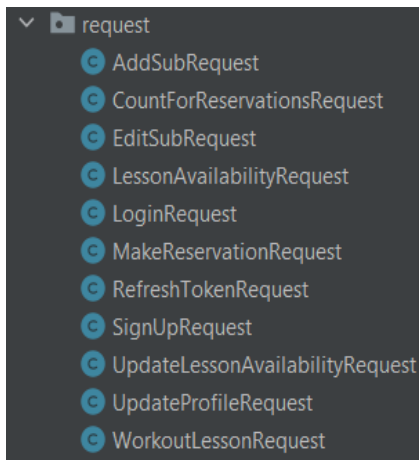 request
AddSubRequest
CountForReservationsRequest
EditSubRequest
LessonAvailabilityRequest
LoginRequest
MakeReservationRequest
RefreshTokenRequest
SignUpRequest
UpdateLessonAvailabilityRequest
UpdateProfileRequest
WorkoutLessonRequest